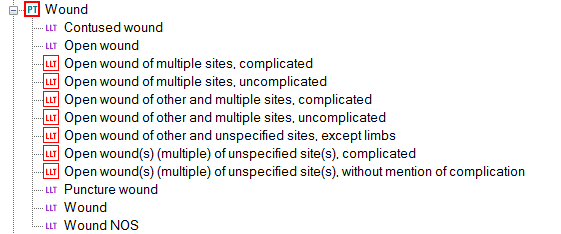 PT Wound
LLT Contused wound
LLT Open wound
LLT Open wound of multiple sites, complicated
LLT Open wound of multiple sites, uncomplicated
LLT Open wound of other and multiple sites, complicated
LLT Open wound of other and multiple sites, uncomplicated
LLT Open wound of other and unspecified sites, except limbs
LLT Open wound(s) (multiple) of unspecified site(s), complicated
LLT Open wound(s) (multiple) of unspecified site(s), without mention of complication
LLT Puncture wound
LLT Wound
LLT Wound NOS